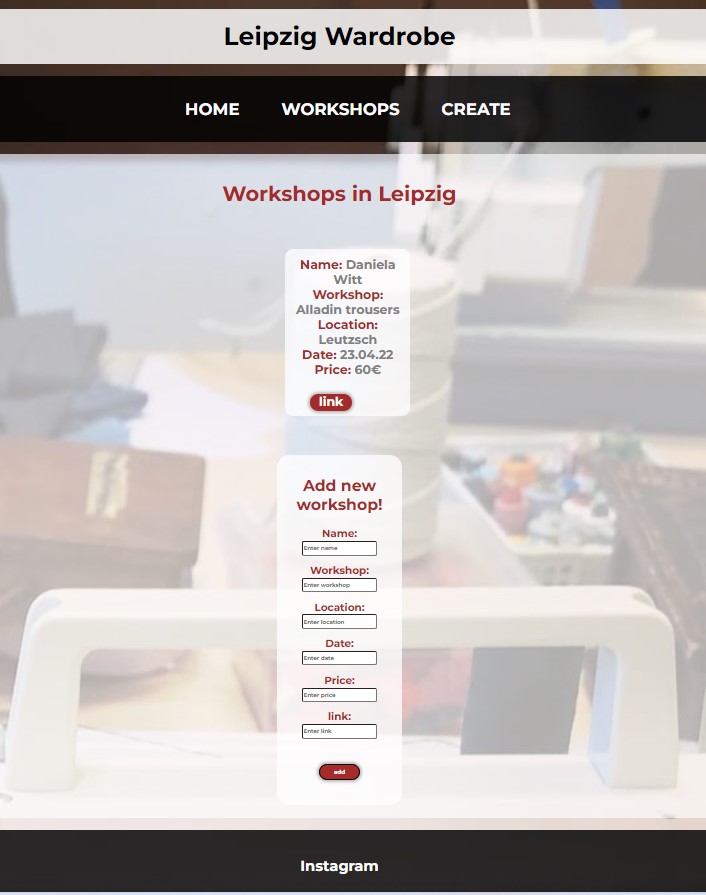 Leipzig Wardrobe
HOME WORKSHOPS CREATE
Workshops in Leipzig
Name: Daniela
Witt
Workshop:
Alladin trousers
Location:
Leutzsch
Date: 23.04.22
Price: 60€
link
Add new
workshop!
Name:
Enter name
Workshop:
Enter workshop
Location:
Enter location
Date:
Enter date
Price:
Enter price
link:
Enter link
add
Instagram